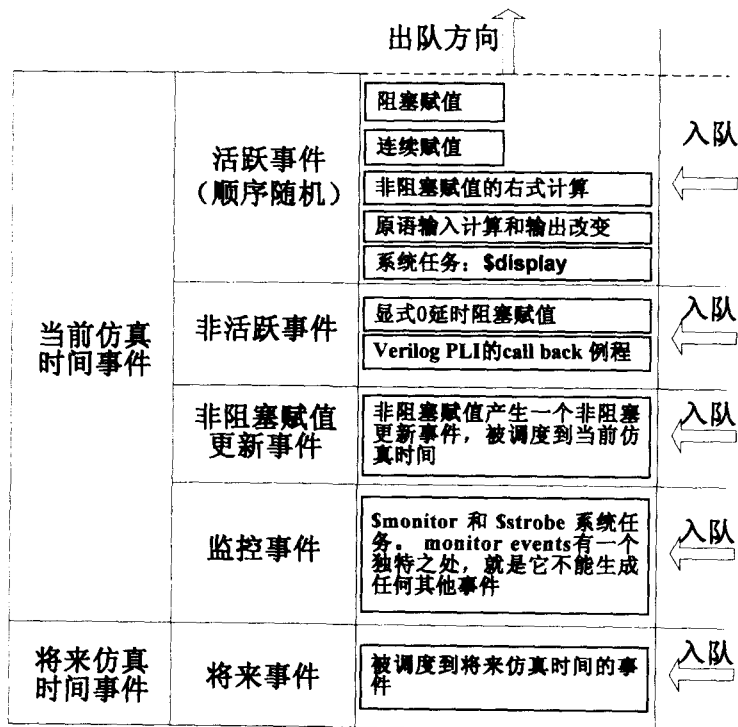 出队方向
当前仿真
时间事件
活跃事件
（顺序随机）
阻塞赋值
连续赋值
非阻塞赋值的右式计算
原语输入计算和输出改变
系统任务：$display
入队
非活跃事件
显式0延时阻塞赋值
Verilog PLI的call back 例程
入队
非阻塞赋值
更新事件
非阻塞赋值产生一个非阻塞
更新事件，被调度到当前仿
真时间
入队
监控事件
$monitor 和 $strobe 系统任
务。 monitor events有一个
独特之处，就是它不能生成
任何其他事件
入队
将来仿真
时间事件
将来事件
被调度到将来仿真时间的事
件
入队